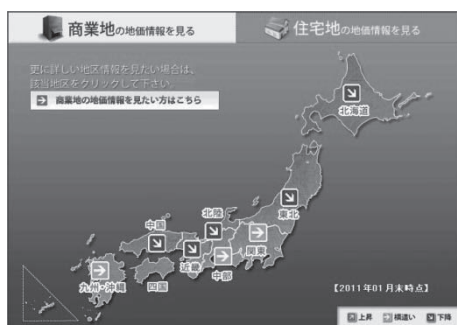 商業地の地価情報を見る
住宅地の地価情報を見る
更に詳しい地区情報を見たい場合は、
該当地区をクリックして下さい。
商業地の地価情報を見たい方はこちら
北海道
東北
北陸
中国
関東
近畿
中部
四国
九州・沖縄
【2011年01月末時点】
上昇 横這い 下降